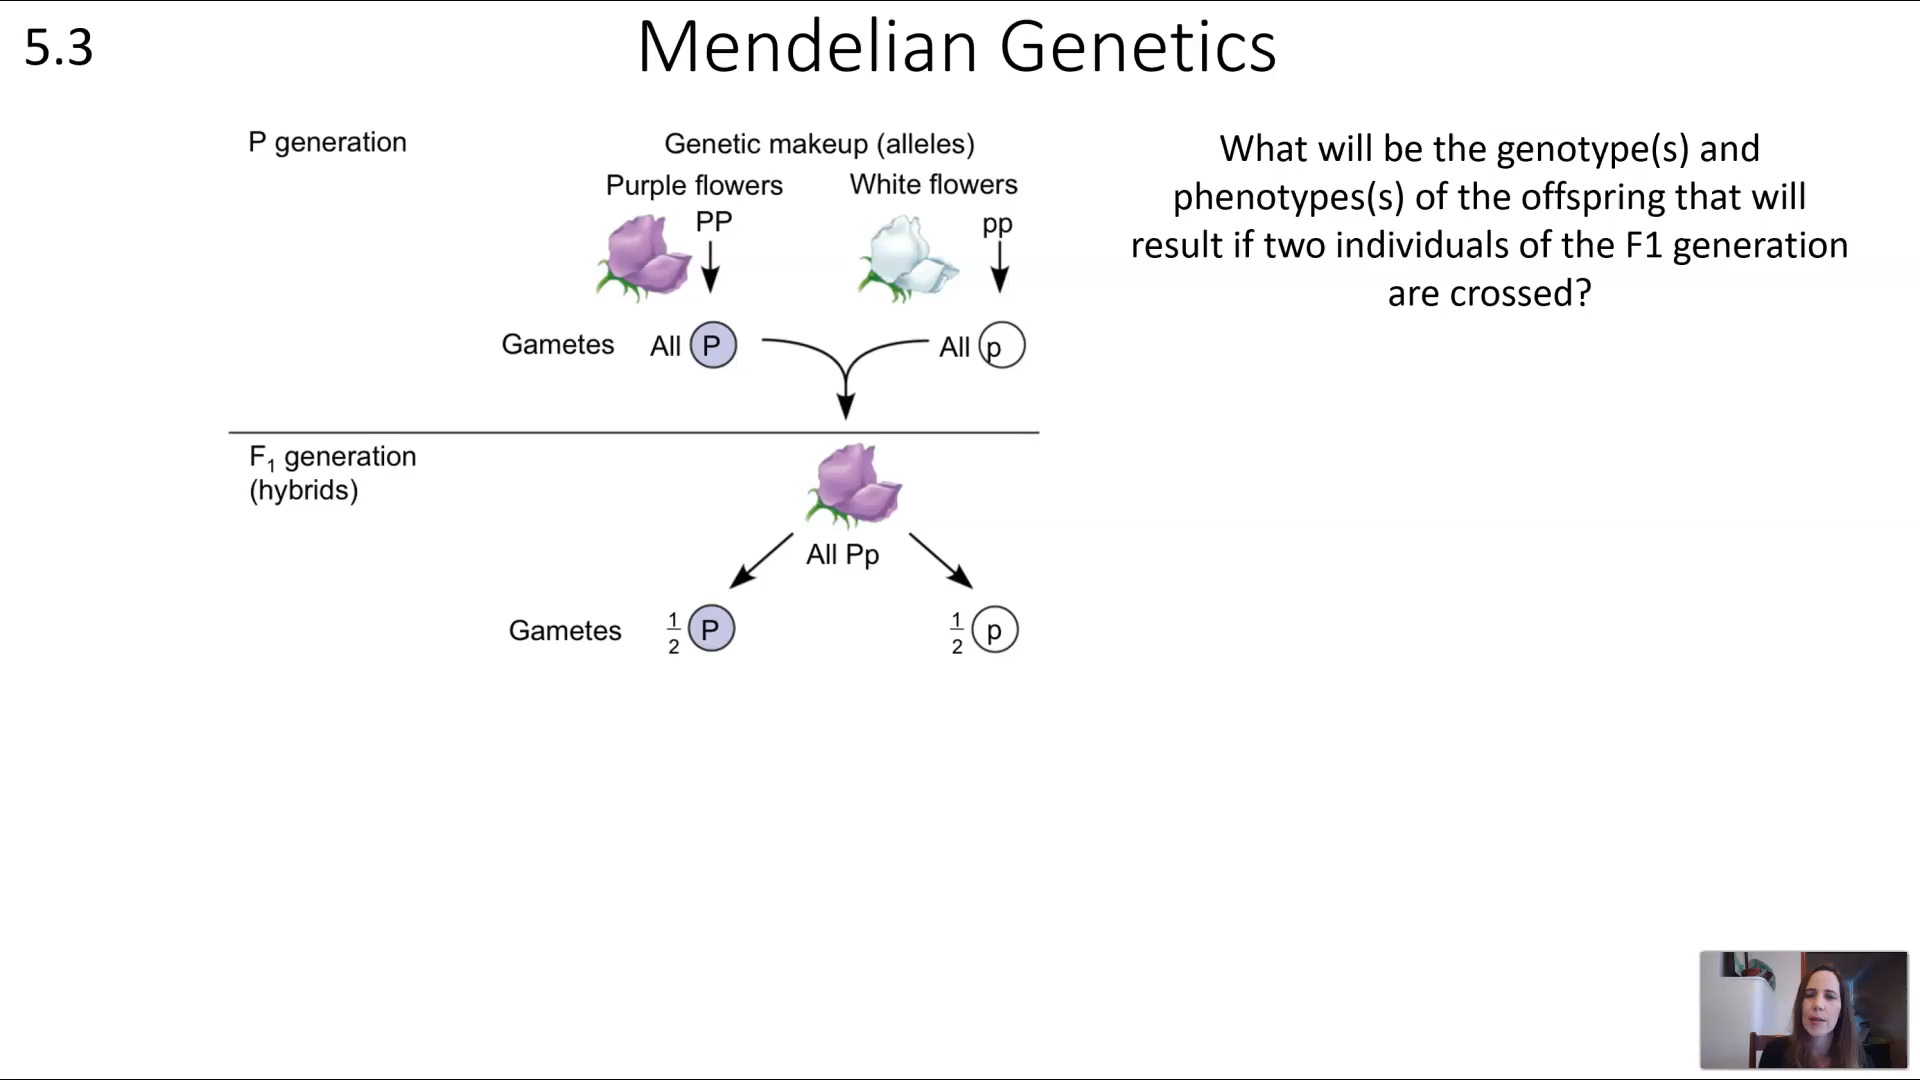 5.3
Mendelian Genetics
P generation
Genetic makeup (alleles)
Purple flowers
White flowers
PP
pp
Gametes
All P
All p
F₁ generation
(hybrids)
All Pp
Gametes
1/2 P
1/2 p
What will be the genotype(s) and
phenotypes(s) of the offspring that will
result if two individuals of the F1 generation
are crossed?